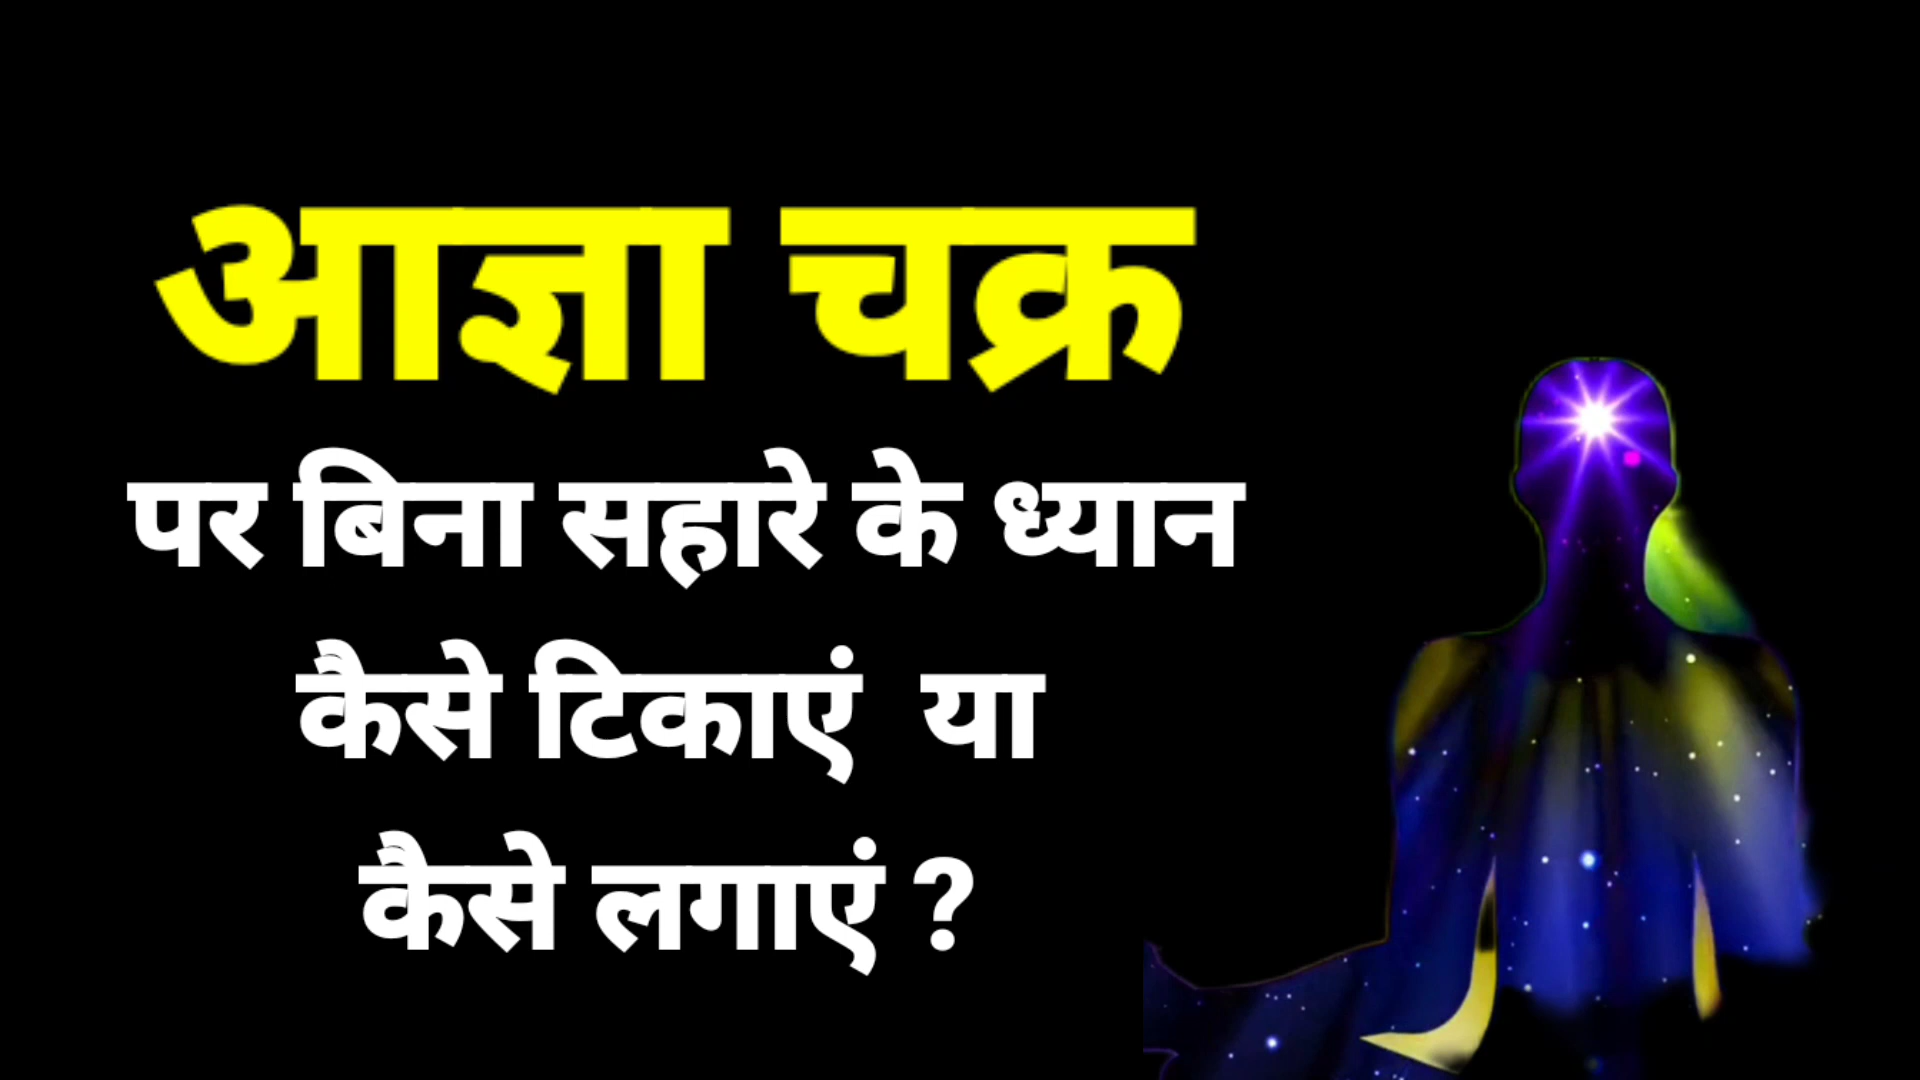 आज्ञा चक्र
पर बिना सहारे के ध्यान
कैसे टिकाएं या
कैसे लगाएं ?